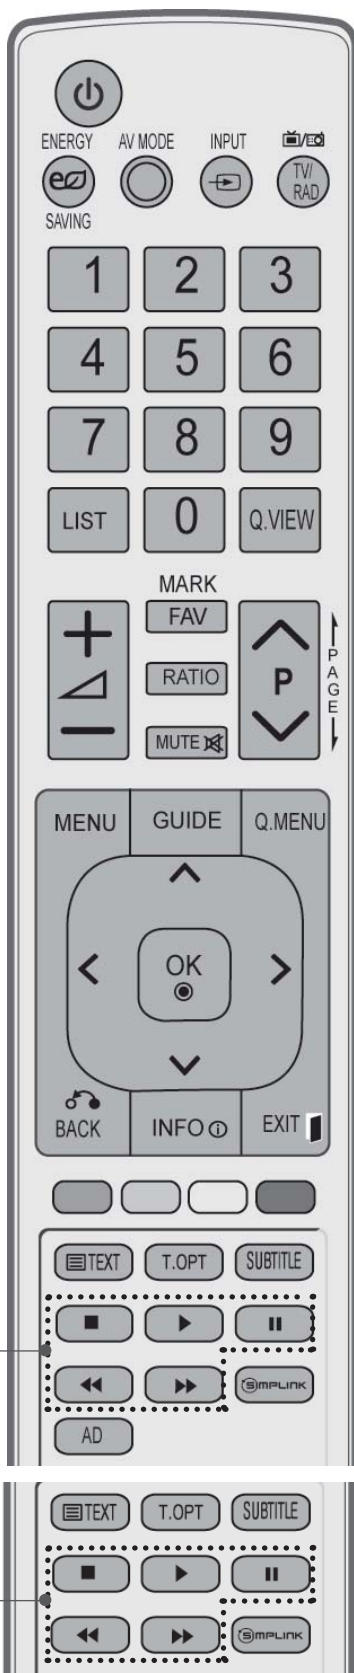 ENERGY AV MODE INPUT
TV/
RAD
SAVING
1 2 3
4 5 6
7 8 9
LIST 0 Q.VIEW
MARK
FAV
RATIO
P
PAGE
MUTE
MENU GUIDE Q.MENU
OK
BACK INFO EXIT
TEXT T.OPT SUBTITLE
SIMPLINK
AD
TEXT T.OPT SUBTITLE
SIMPLINK